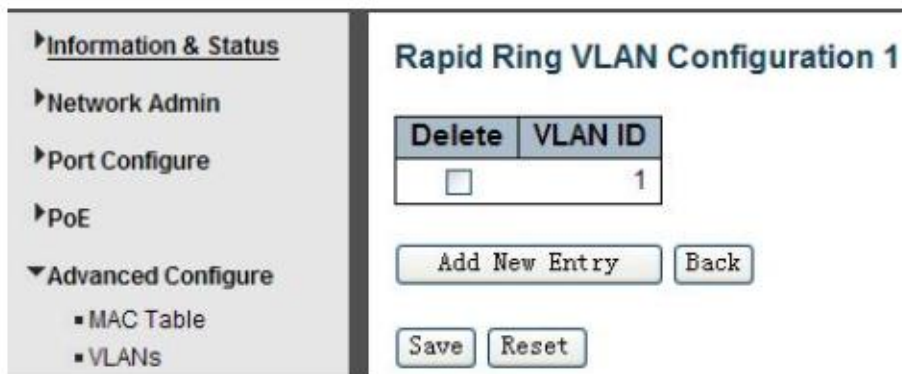 Information & Status
Network Admin
Port Configure
PoE
Advanced Configure
MAC Table
VLANs
Rapid Ring VLAN Configuration 1
Delete VLAN ID
1
Add New Entry Back
Save Reset